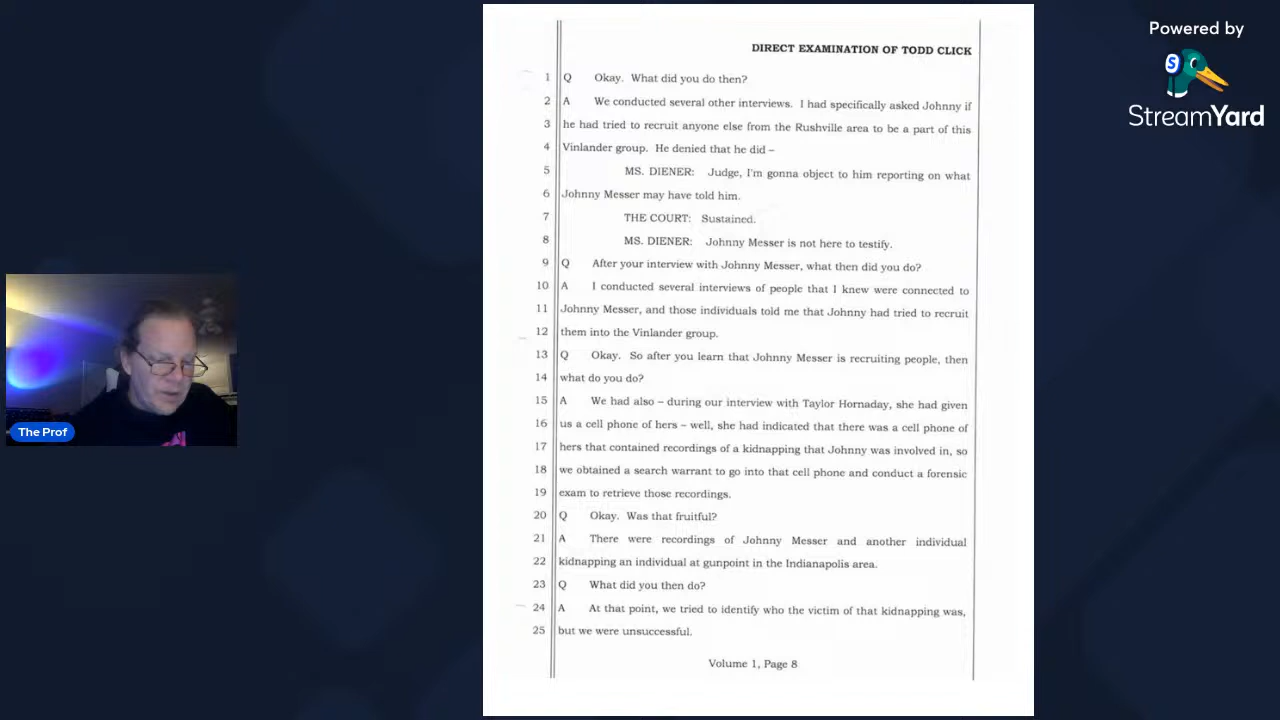 DIRECT EXAMINATION OF TODD CLICK
1 Q Okay. What did you do then?
2 A We conducted several other interviews. I had specifically asked Johnny if
3 he had tried to recruit anyone else from the Rushville area to be a part of this
4 Vinlander group. He denied that he did –
5 MS. DIENER: Judge, I'm gonna object to him reporting on what
6 Johnny Messer may have told him.
7 THE COURT: Sustained.
8 MS. DIENER: Johnny Messer is not here to testify.
9 Q After your interview with Johnny Messer, what then did you do?
10 A I conducted several interviews of people that I knew were connected to
11 Johnny Messer, and those individuals told me that Johnny had tried to recruit
12 them into the Vinlander group.
13 Q Okay. So after you learn that Johnny Messer is recruiting people, then
14 what do you do?
15 A We had also – during our interview with Taylor Hornaday, she had given
16 us a cell phone of hers – well, she had indicated that there was a cell phone of
17 hers that contained recordings of a kidnapping that Johnny was involved in, so
18 we obtained a search warrant to go into that cell phone and conduct a forensic
19 exam to retrieve those recordings.
20 Q Okay. Was that fruitful?
21 A There were recordings of Johnny Messer and another individual
22 kidnapping an individual at gunpoint in the Indianapolis area.
23 Q What did you then do?
24 A At that point, we tried to identify who the victim of that kidnapping was,
25 but we were unsuccessful.
Volume 1, Page 8
The Prof
Powered by
S
StreamYard